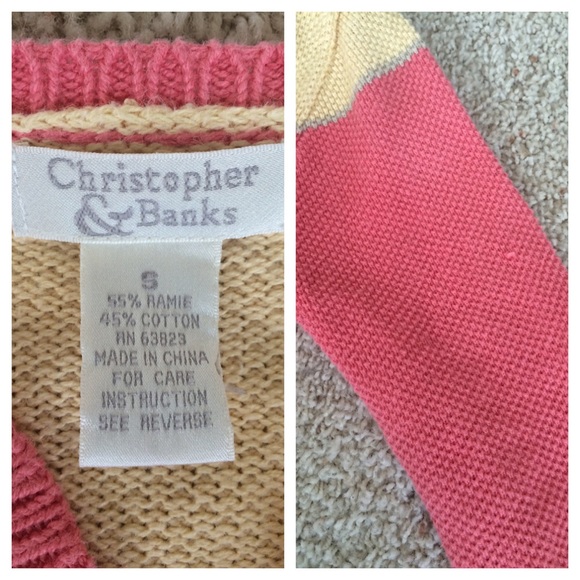 Christopher
& Banks
S
55% RAMIE
45% COTTON
RN 63823
MADE IN CHINA
FOR CARE
INSTRUCTION
SEE REVERSE